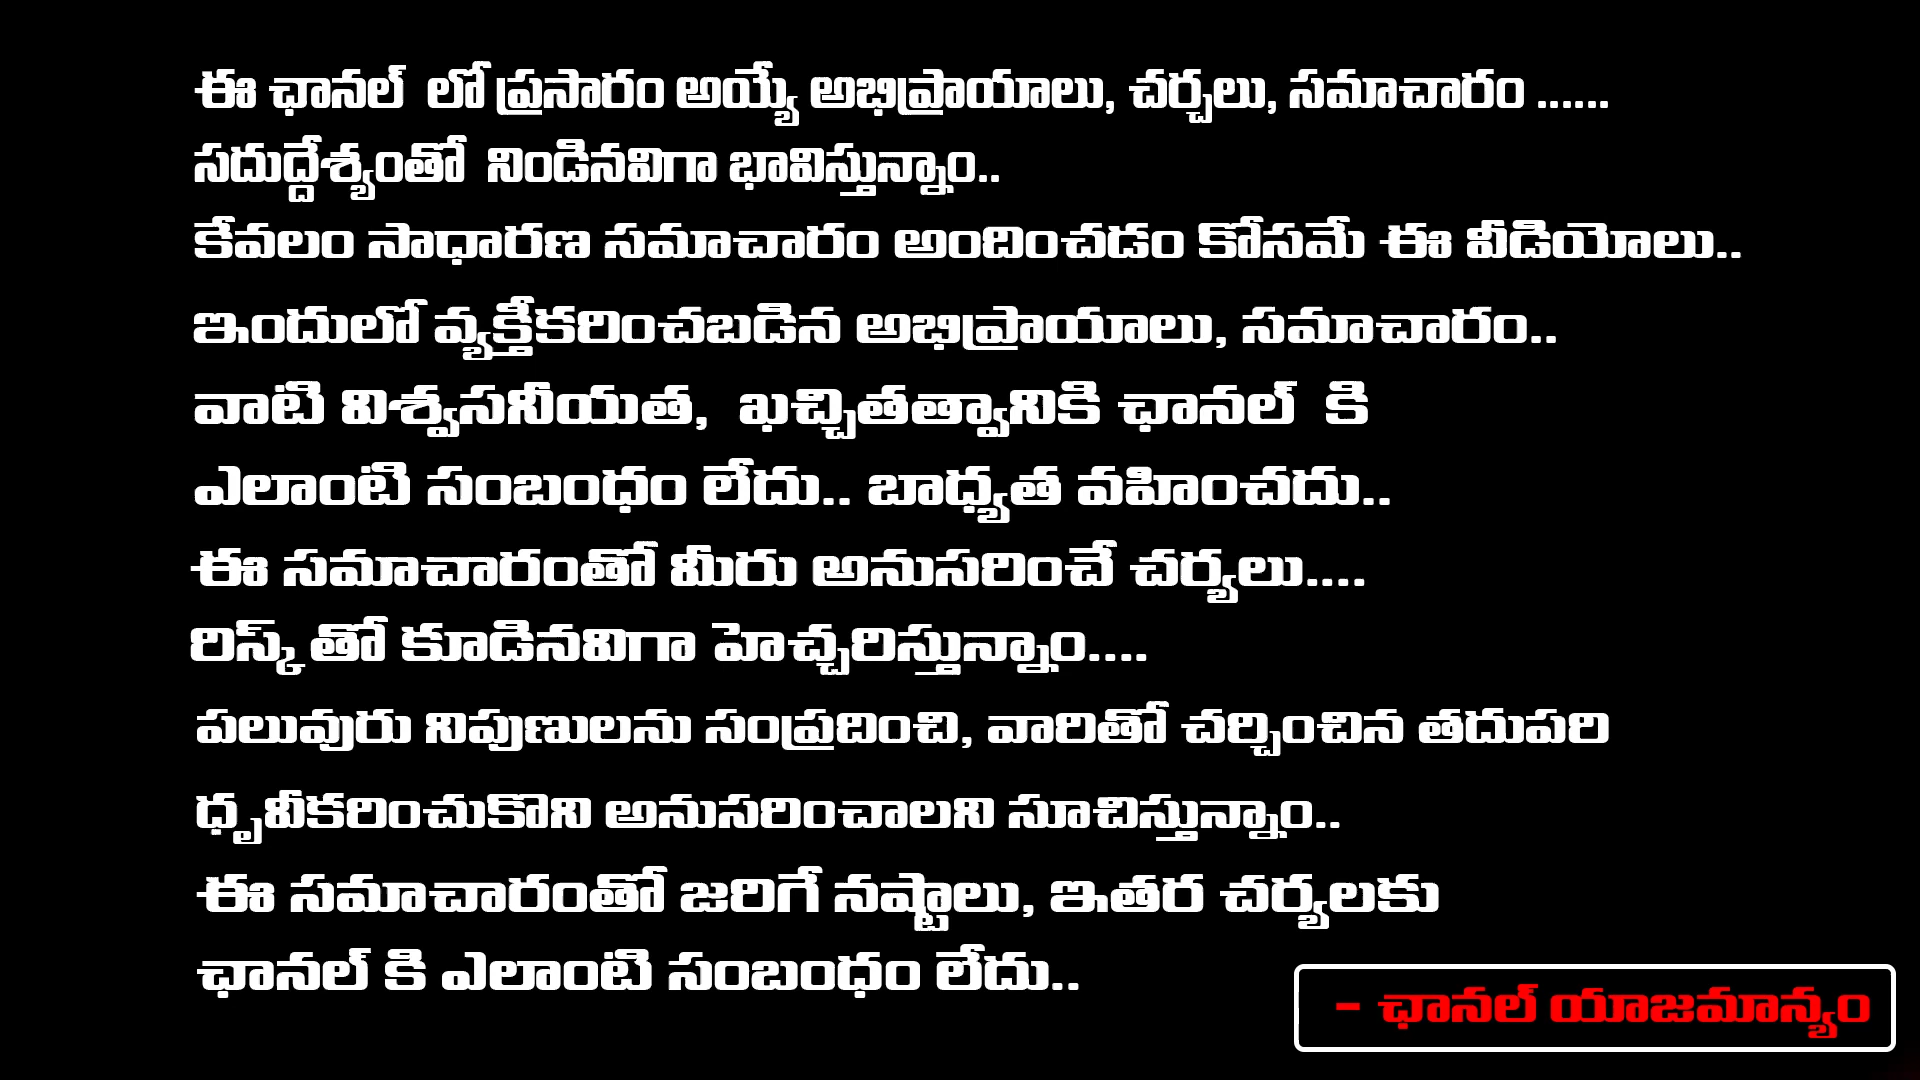 ఈ ఛానల్ లో ప్రసారం అయ్యే అభిప్రాయాలు, చర్చలు, సమాచారం ......
సదుద్దేశ్యంతో నిండినవిగా భావిస్తున్నాం..
కేవలం సాధారణ సమాచారం అందించడం కోసమే ఈ వీడియోలు..
ఇందులో వ్యక్తీకరించబడిన అభిప్రాయాలు, సమాచారం..
వాటి విశ్వసనీయత, ఖచ్చితత్వానికి ఛానల్ కి
ఎలాంటి సంబంధం లేదు.. బాధ్యత వహించదు..
ఈ సమాచారంతో మీరు అనుసరించే చర్యలు....
రిస్క్ తో కూడినవిగా హెచ్చరిస్తున్నాం....
పలువురు నిపుణులను సంప్రదించి, వారితో చర్చించిన తదుపరి
ధృవీకరించుకొని అనుసరించాలని సూచిస్తున్నాం..
ఈ సమాచారంతో జరిగే నష్టాలు, ఇతర చర్యలకు
ఛానల్ కి ఎలాంటి సంబంధం లేదు..
- ఛానల్ యాజమాన్యం